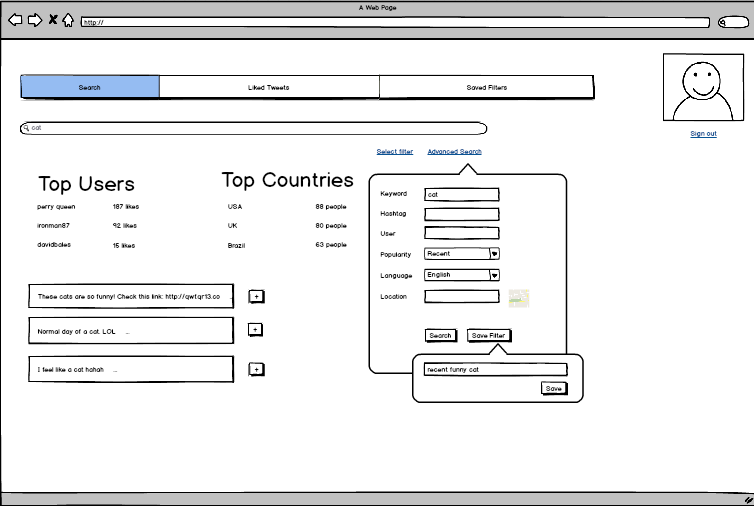 A Web Page
http://
Search
Liked Tweets
Saved Filters
Sign out
cat
Select filter
Advanced Search
Top Users
Top Countries
perry queen 187 likes
USA 88 people
ironman87 92 likes
UK 80 people
davidbales 15 likes
Brazil 63 people
Keyword cat
Hashtag
User
Popularity Recent
Language English
Location
Search
Save Filter
recent funny cat
Save
These cats are so funny! Check this link: http://qwtqr13.co ...
+
Normal day of a cat. LOL ...
+
I feel like a cat hahah ...
+